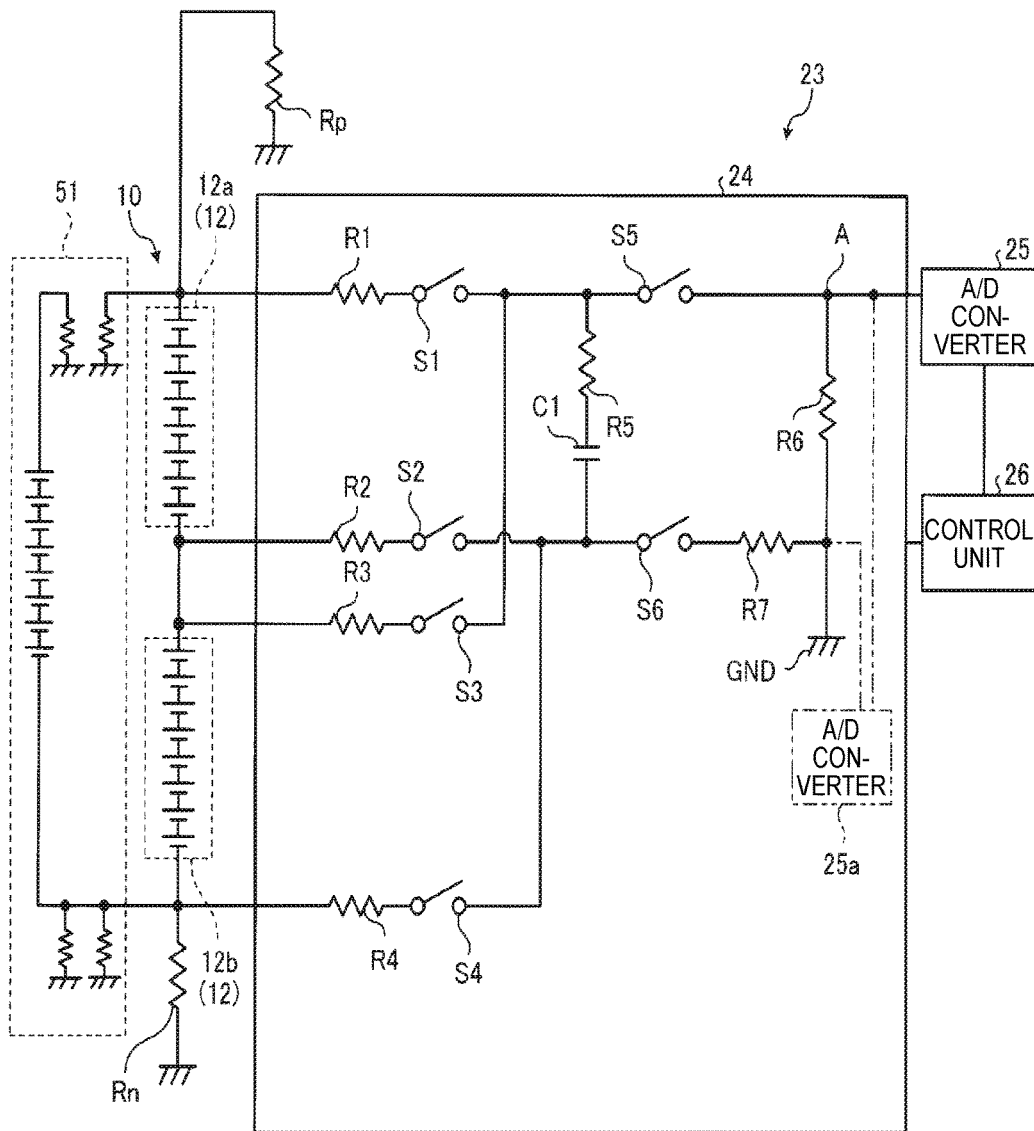 23
Rp
24
51
10
12a
(12)
R1
S1
S5
A
25
A/D
CON-
VERTER
C1
R5
R6
R2
S2
26
CONTROL
UNIT
R3
S3
S6
R7
GND
A/D
CON-
VERTER
25a
R4
S4
12b
(12)
Rn